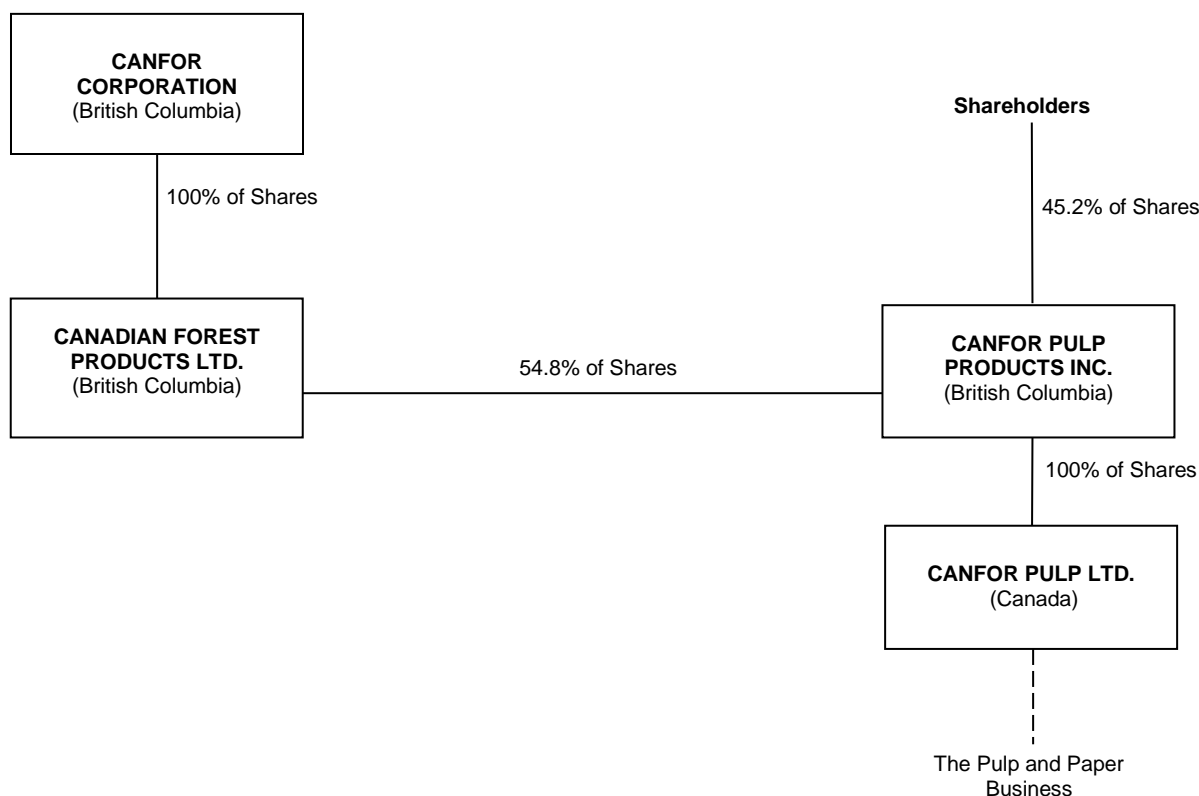 CANFOR
CORPORATION
(British Columbia)
Shareholders
100% of Shares
45.2% of Shares
CANADIAN FOREST
PRODUCTS LTD.
(British Columbia)
54.8% of Shares
CANFOR PULP
PRODUCTS INC.
(British Columbia)
100% of Shares
CANFOR PULP LTD.
(Canada)
The Pulp and Paper
Business